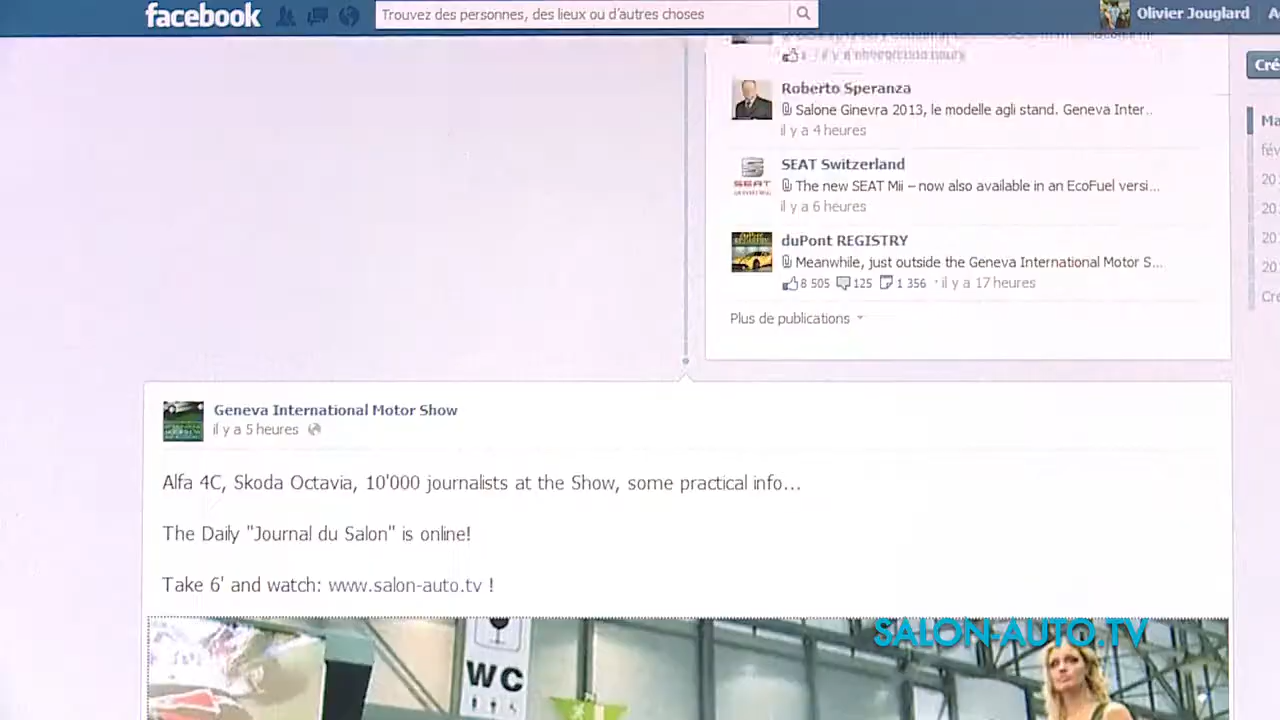 facebook
Trouvez des personnes, des lieux ou d'autres choses
Olivier Jouglard
Roberto Speranza
Salone Ginevra 2013, le modelle agli stand. Geneva Inter..
il y a 4 heures
SEAT Switzerland
SEAT
The new SEAT Mii – now also available in an EcoFuel versi...
il y a 6 heures
duPont REGISTRY
Meanwhile, just outside the Geneva International Motor S...
8 505 125 1 356 · il y a 17 heures
Plus de publications
Geneva International Motor Show
il y a 5 heures
Alfa 4C, Skoda Octavia, 10'000 journalists at the Show, some practical info...
The Daily "Journal du Salon" is online!
Take 6' and watch: www.salon-auto.tv !
SALON-AUTO.TV
WC